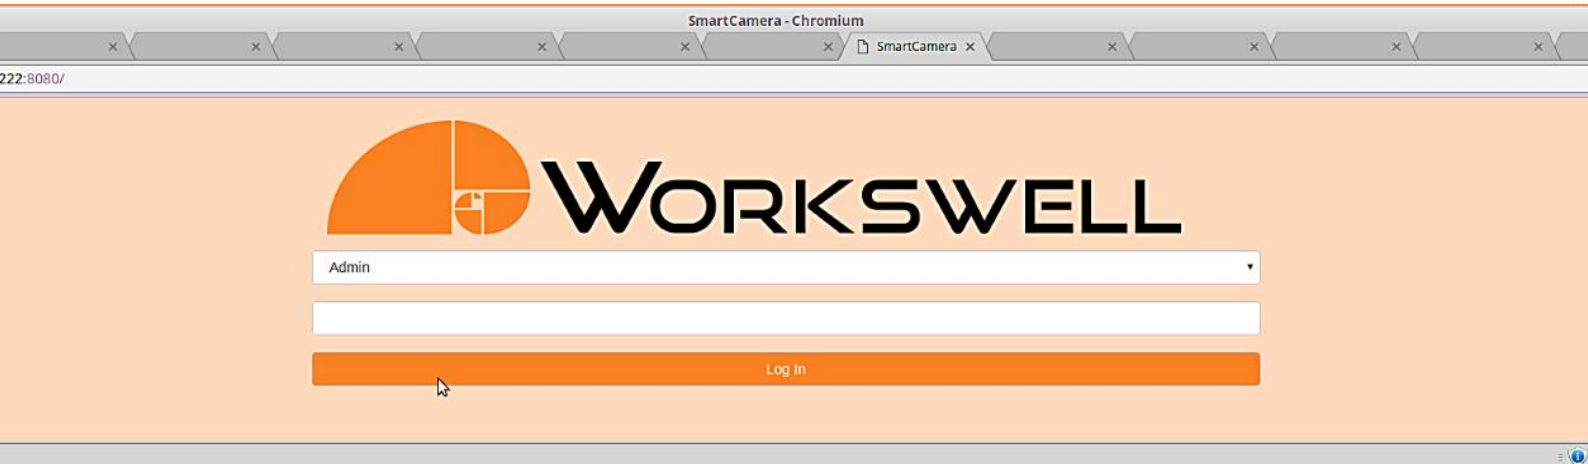 SmartCamera - Chromium
SmartCamera
222:8080/
WORKSWELL
Admin
Log In